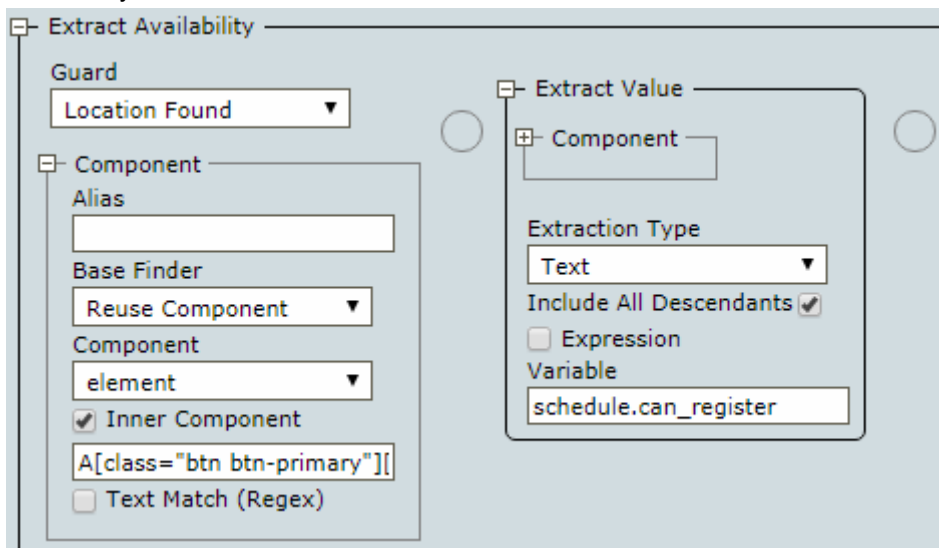 Extract Availability
Guard
Location Found
Component
Alias
Base Finder
Reuse Component
Component
element
Inner Component
A[class="btn btn-primary"][
Text Match (Regex)
Extract Value
Component
Extraction Type
Text
Include All Descendants
Expression
Variable
schedule.can_register